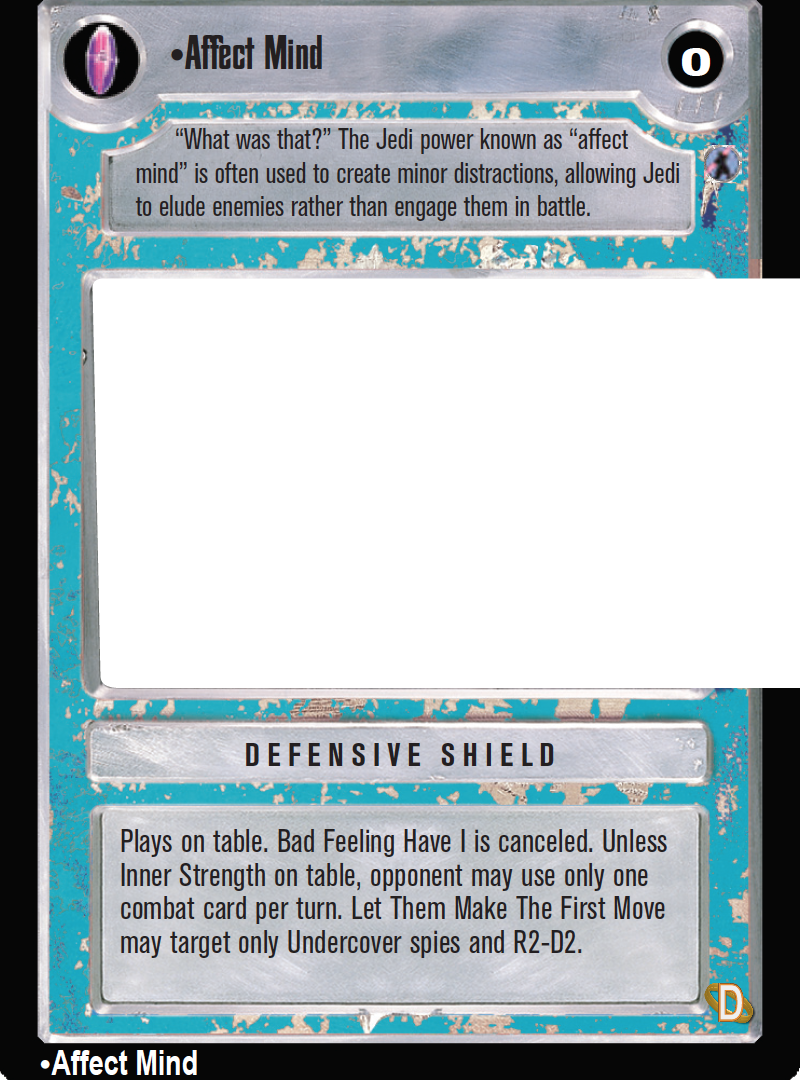 •Affect Mind
0
“What was that?” The Jedi power known as “affect
mind” is often used to create minor distractions, allowing Jedi
to elude enemies rather than engage them in battle.
DEFENSIVE SHIELD
Plays on table. Bad Feeling Have I is canceled. Unless
Inner Strength on table, opponent may use only one
combat card per turn. Let Them Make The First Move
may target only Undercover spies and R2-D2.
D
•Affect Mind